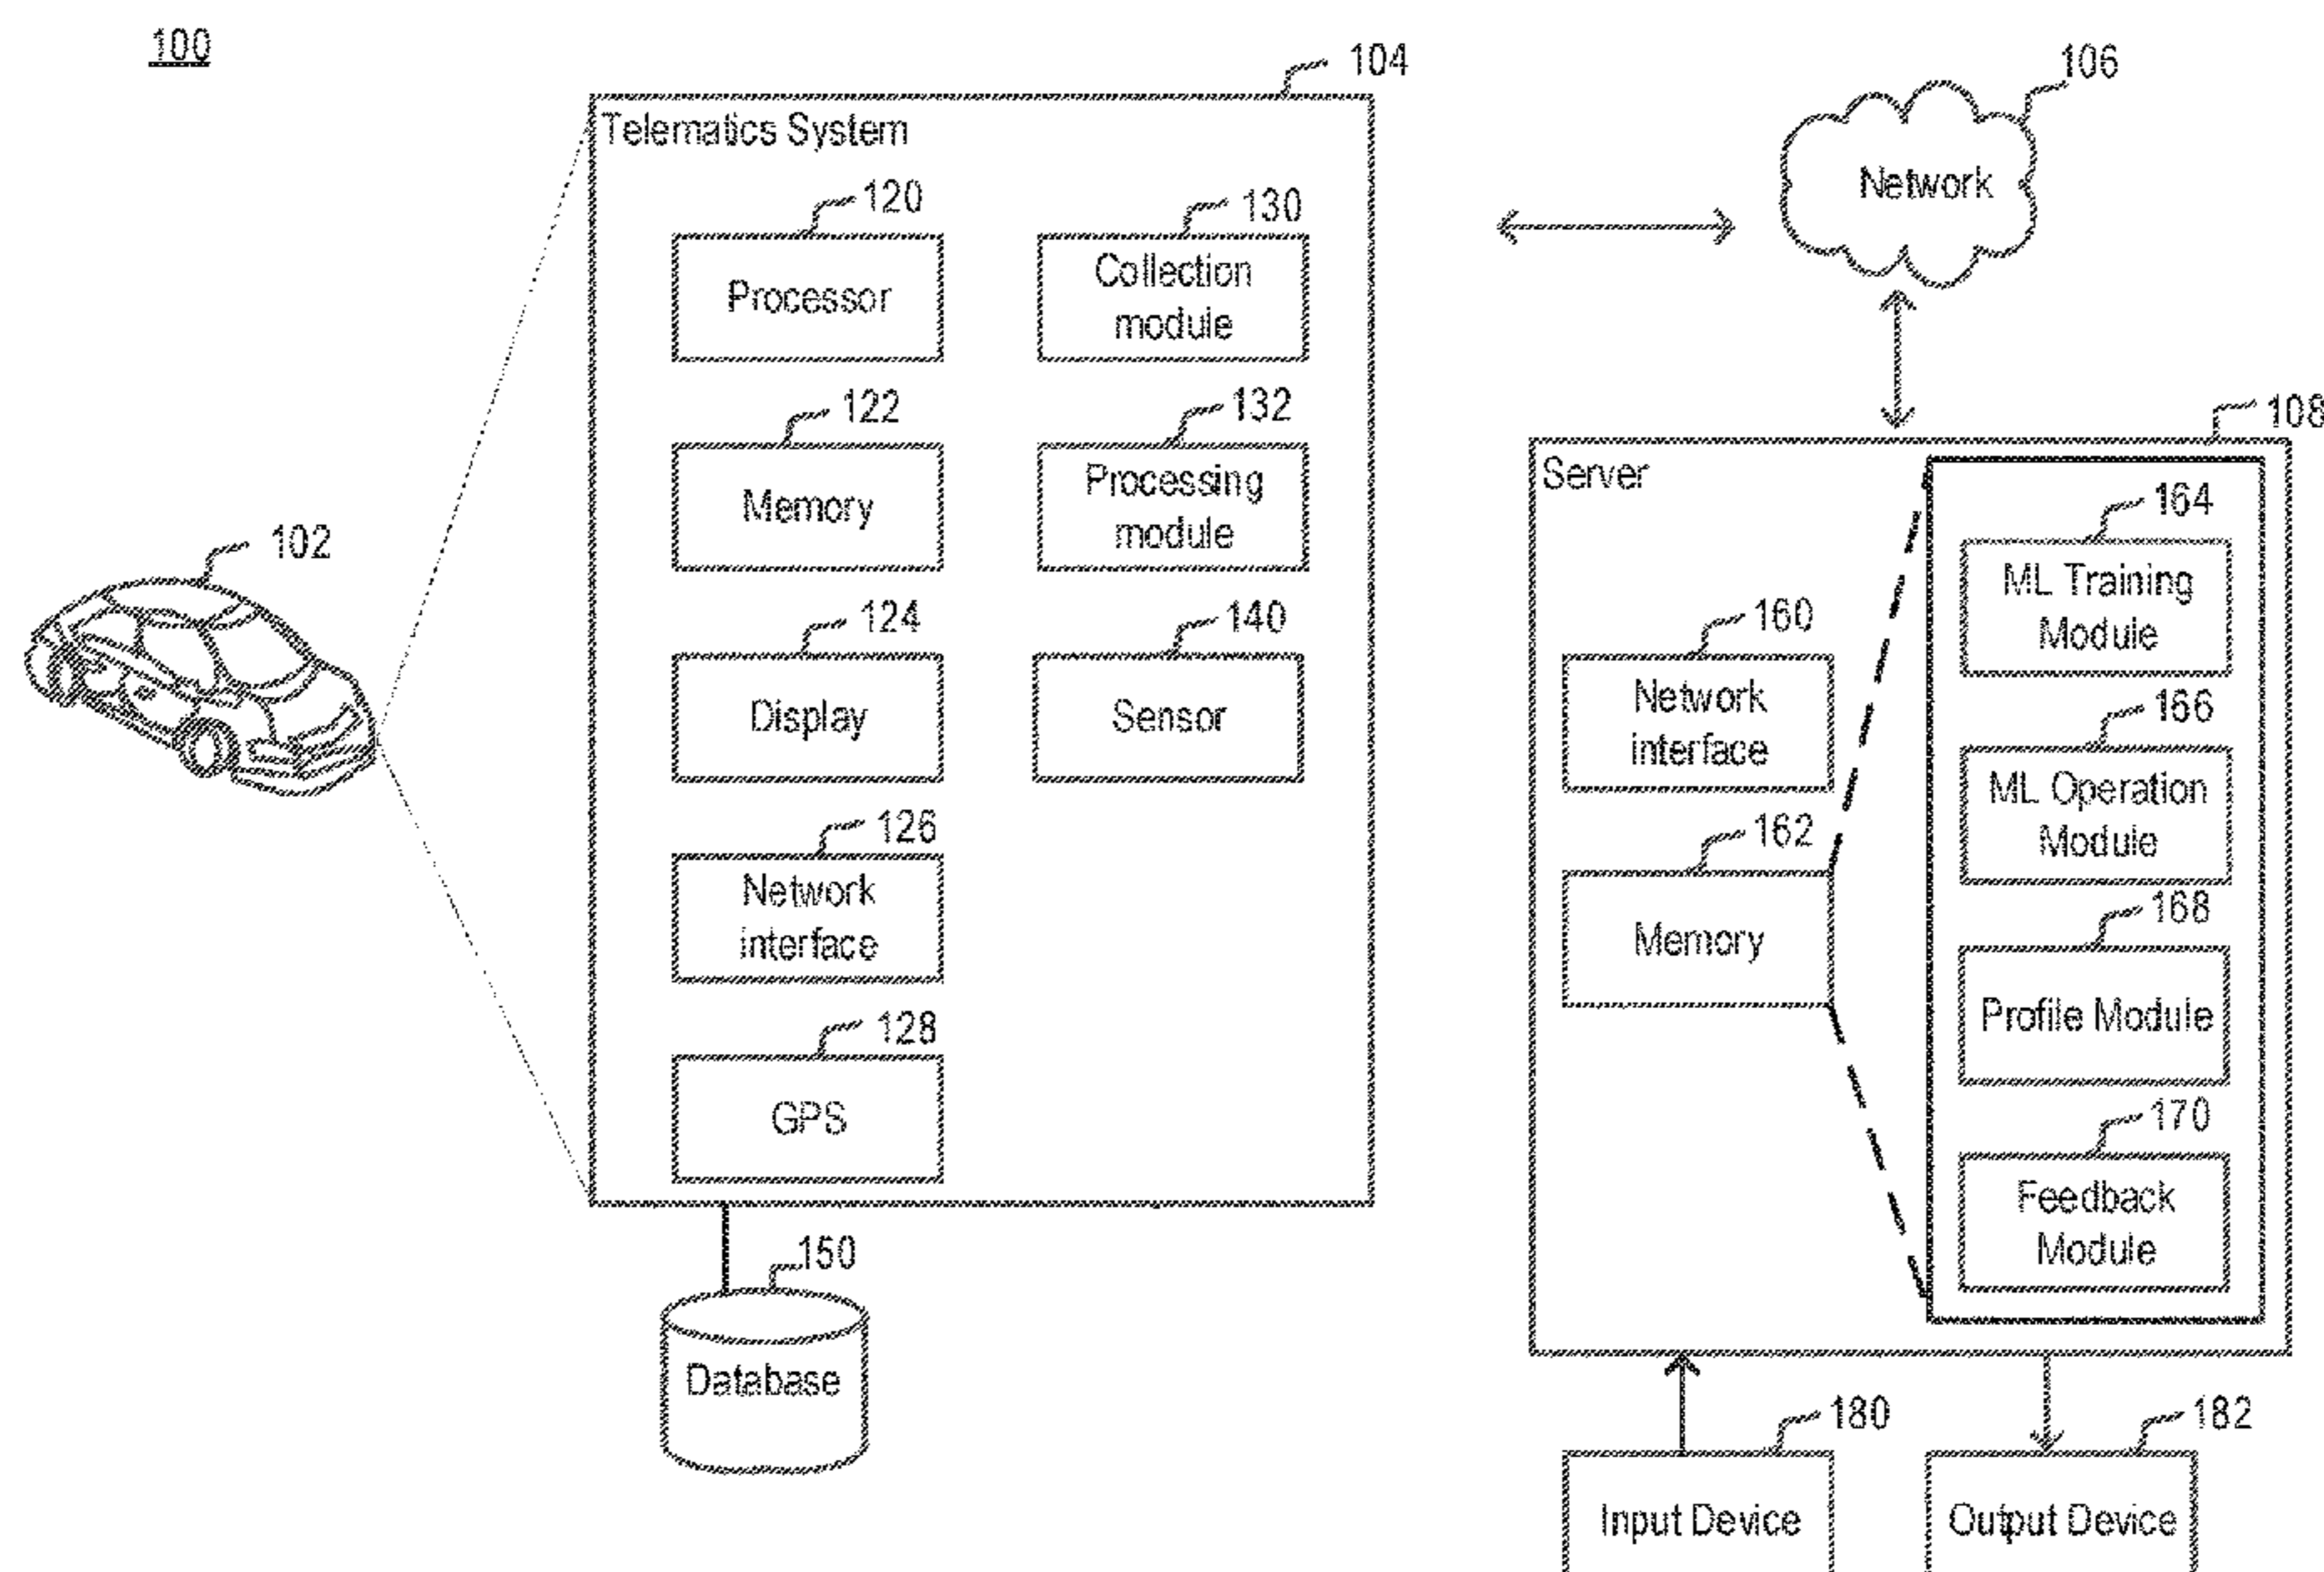 100
104
Telematics System
120
Processor
130
Collection
module
122
Memory
132
Processing
module
124
Display
140
Sensor
126
Network
interface
128
GPS
150
Database
102
106
Network
108
Server
160
Network
interface
162
Memory
164
ML Training
Module
166
ML Operation
Module
168
Profile Module
170
Feedback
Module
180
Input Device
182
Output Device